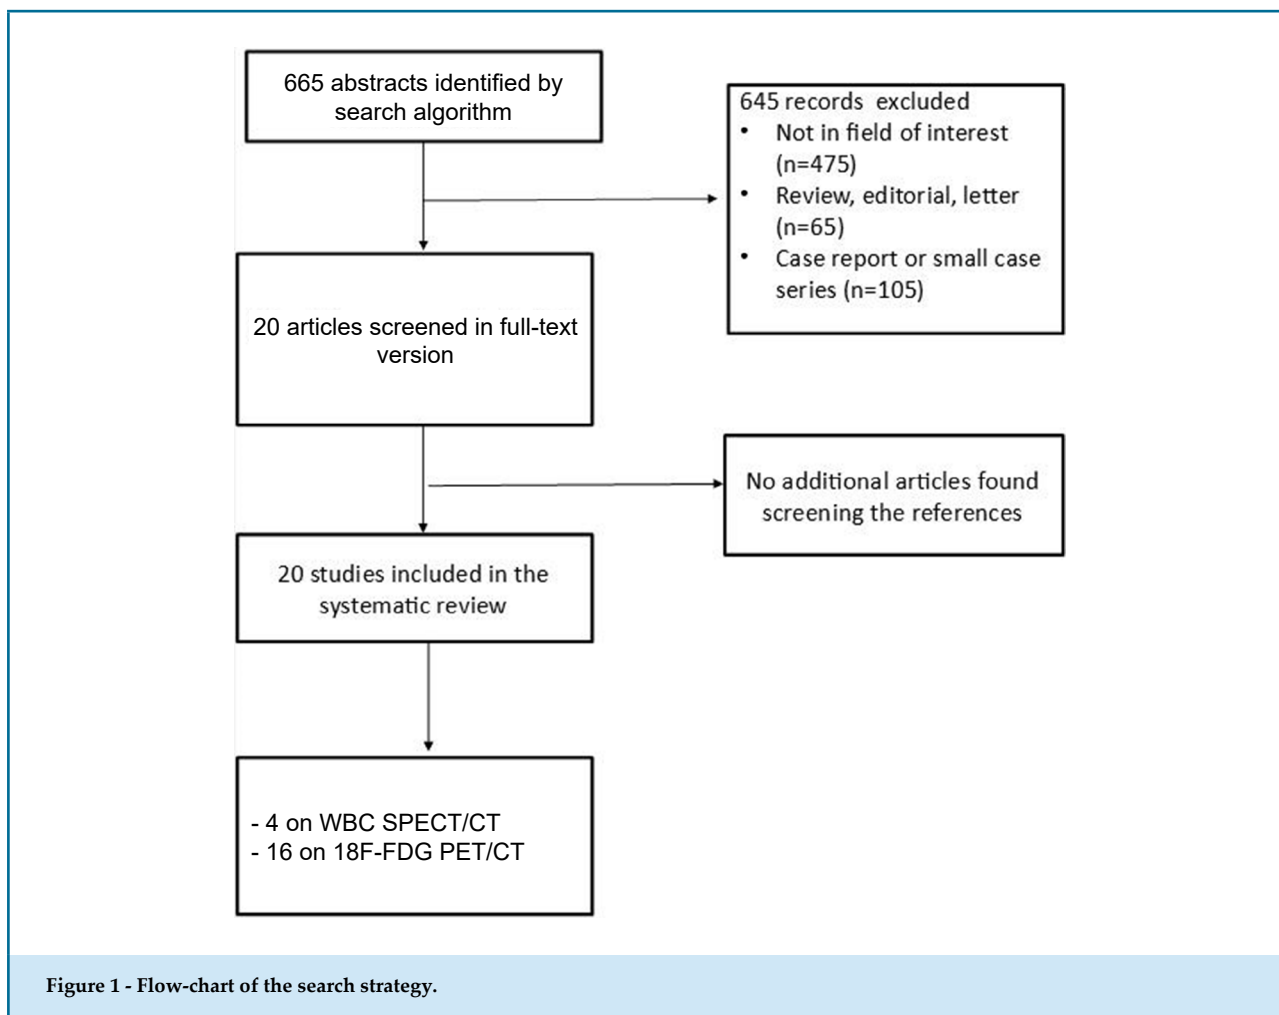 665 abstracts identified by
search algorithm
645 records excluded
• Not in field of interest
(n=475)
• Review, editorial, letter
(n=65)
• Case report or small case
series (n=105)
20 articles screened in full-text
version
No additional articles found
screening the references
20 studies included in the
systematic review
- 4 on WBC SPECT/CT
- 16 on 18F-FDG PET/CT
Figure 1 - Flow-chart of the search strategy.